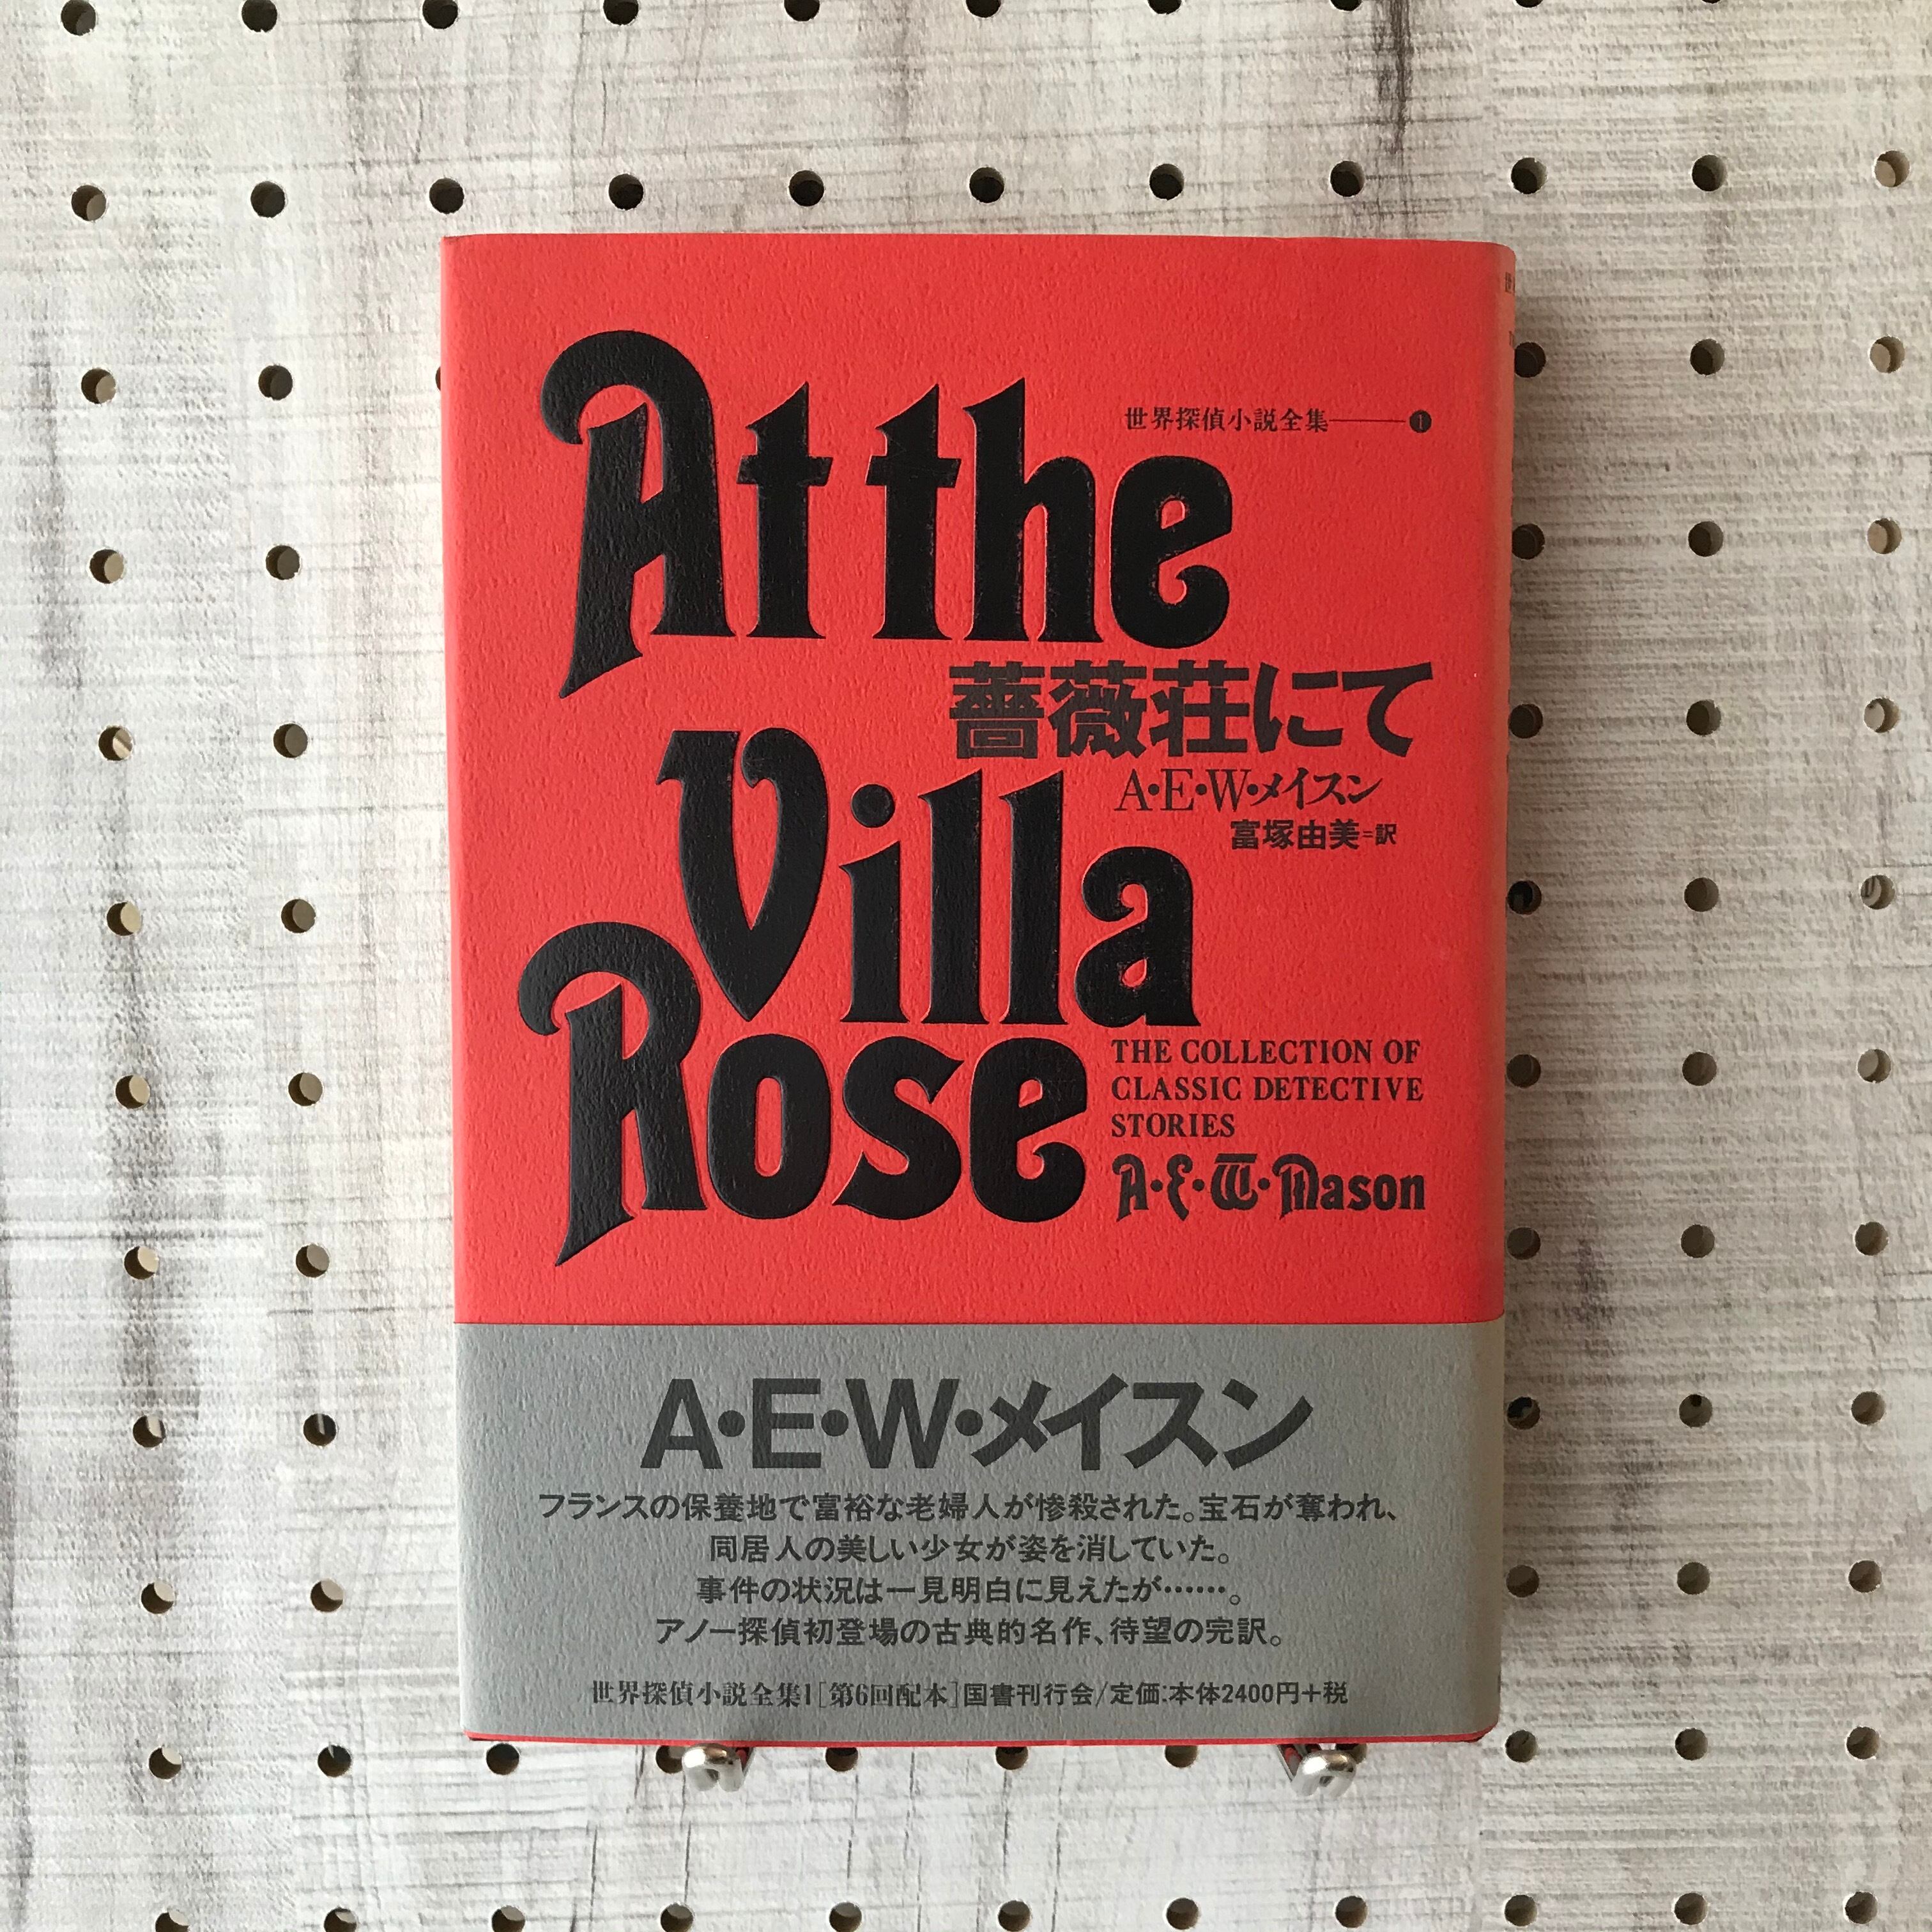 At the
世界探偵小説全集――❶
薔薇荘にて
A・E・W・メイスン
富塚由美=訳
Villa
Rose
THE COLLECTION OF
CLASSIC DETECTIVE
STORIES
A・E・W・Mason
A・E・W・メイスン
フランスの保養地で富裕な老婦人が惨殺された。宝石が奪われ、
同居人の美しい少女が姿を消していた。
事件の状況は一見明白に見えたが……。
アノー探偵初登場の古典的名作、待望の完訳。
世界探偵小説全集1[第6回配本]国書刊行会/定価:本体2400円+税